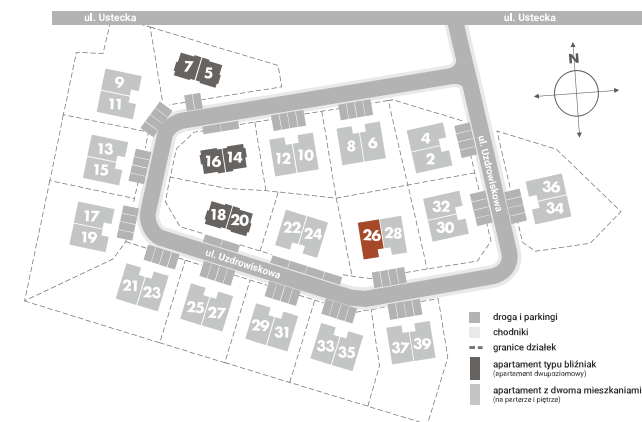 ul. Ustecka
ul. Ustecka
N
7 5
9
11
13
15
16 14
12 10
8 6
4
2
ul. Uzdrowiskowa
36
34
17
19
18 20
22 24
26 28
32
30
ul. Uzdrowiskowa
21 23
25 27
29 31
33 35
37 39
droga i parkingi
chodniki
granice działek
apartament typu bliźniak
(apartament dwupoziomowy)
apartament z dwoma mieszkaniami
(na parterze i piętrze)